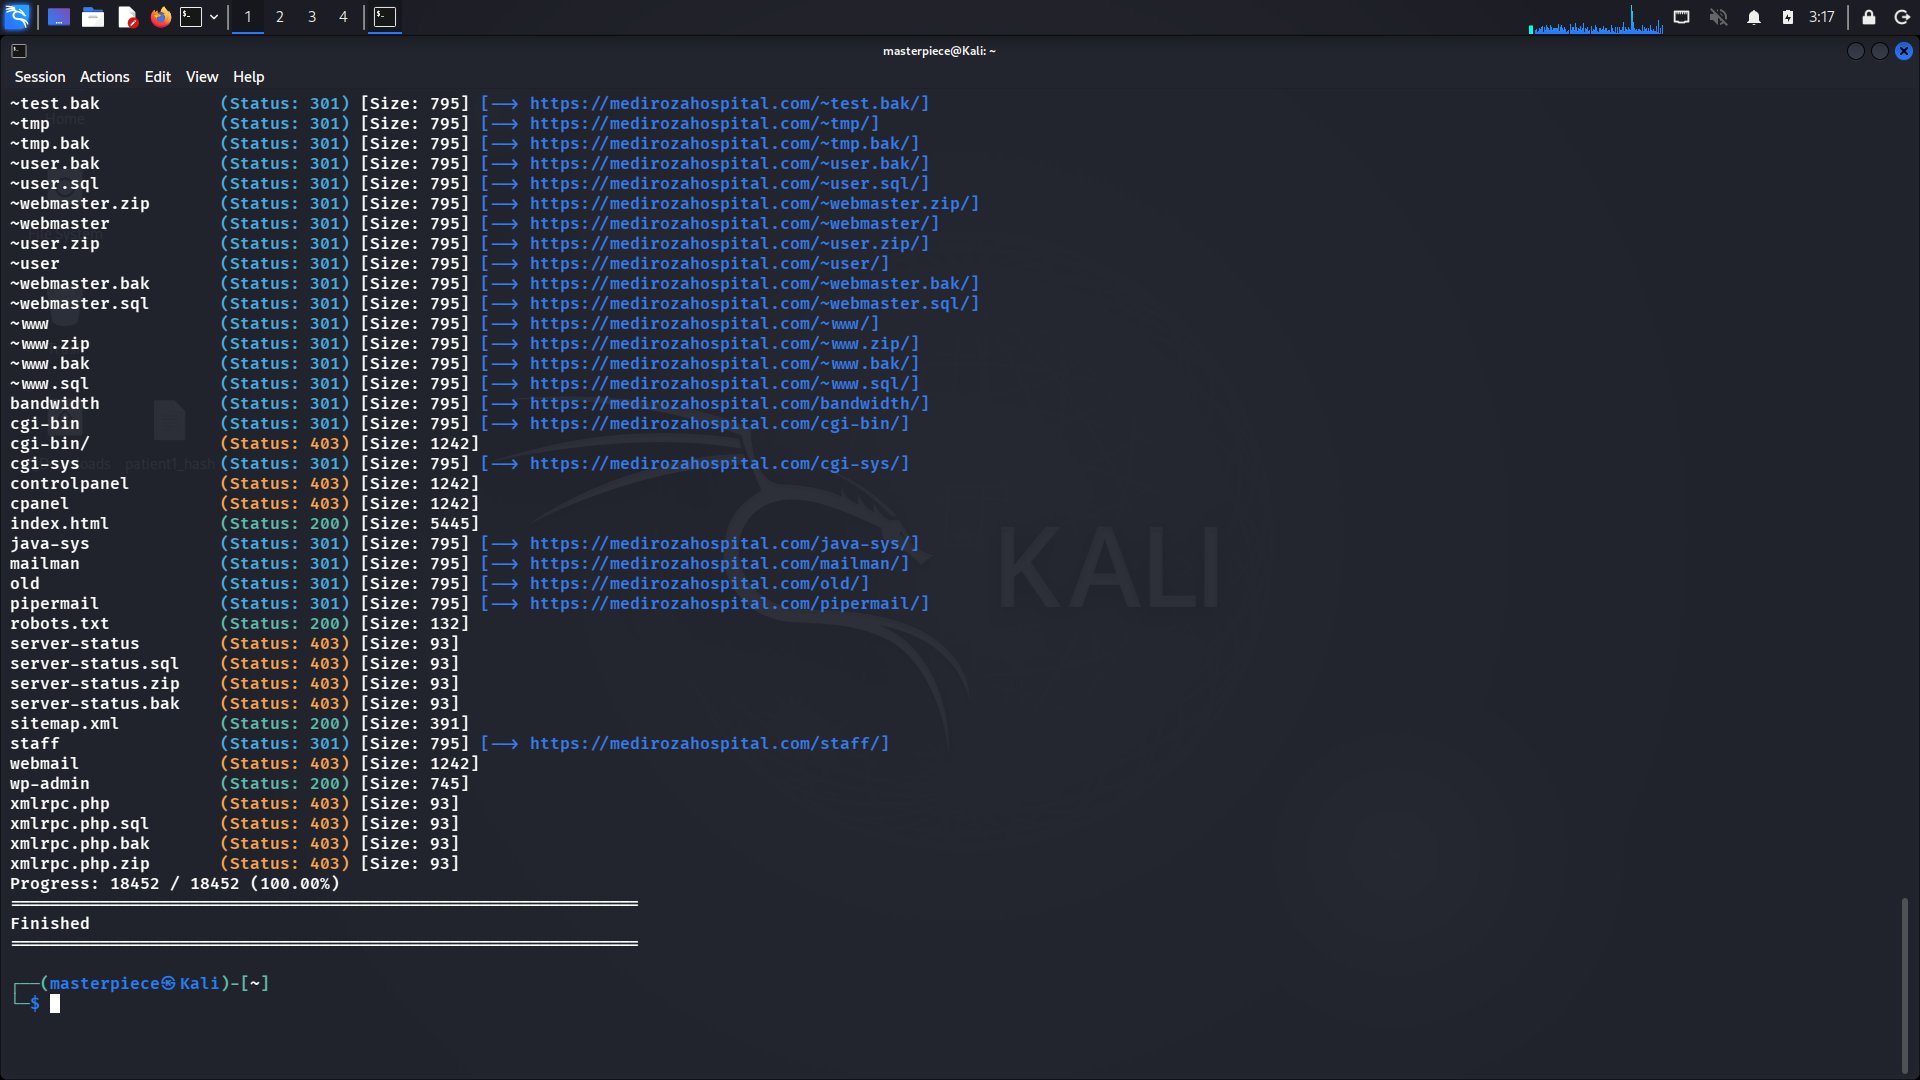 1 2 3 4 3:17
masterpiece@Kali: ~
Session Actions Edit View Help
~test.bak (Status: 301) [Size: 795] [--> https://medirozahospital.com/~test.bak/]
Home
~tmp (Status: 301) [Size: 795] [--> https://medirozahospital.com/~tmp/]
~tmp.bak (Status: 301) [Size: 795] [--> https://medirozahospital.com/~tmp.bak/]
~user.bak (Status: 301) [Size: 795] [--> https://medirozahospital.com/~user.bak/]
~user.sql (Status: 301) [Size: 795] [--> https://medirozahospital.com/~user.sql/]
~webmaster.zip (Status: 301) [Size: 795] [--> https://medirozahospital.com/~webmaster.zip/]
~webmaster (Status: 301) [Size: 795] [--> https://medirozahospital.com/~webmaster/]
~user.zip (Status: 301) [Size: 795] [--> https://medirozahospital.com/~user.zip/]
~user (Status: 301) [Size: 795] [--> https://medirozahospital.com/~user/]
~webmaster.bak (Status: 301) [Size: 795] [--> https://medirozahospital.com/~webmaster.bak/]
~webmaster.sql (Status: 301) [Size: 795] [--> https://medirozahospital.com/~webmaster.sql/]
~www (Status: 301) [Size: 795] [--> https://medirozahospital.com/~www/]
~www.zip (Status: 301) [Size: 795] [--> https://medirozahospital.com/~www.zip/]
~www.bak (Status: 301) [Size: 795] [--> https://medirozahospital.com/~www.bak/]
~www.sql (Status: 301) [Size: 795] [--> https://medirozahospital.com/~www.sql/]
bandwidth (Status: 301) [Size: 795] [--> https://medirozahospital.com/bandwidth/]
cgi-bin (Status: 301) [Size: 795] [--> https://medirozahospital.com/cgi-bin/]
cgi-bin/ (Status: 403) [Size: 1242]
cgi-sys (Status: 301) [Size: 795] [--> https://medirozahospital.com/cgi-sys/]
patient1_hash
controlpanel (Status: 403) [Size: 1242]
cpanel (Status: 403) [Size: 1242]
index.html (Status: 200) [Size: 5445]
java-sys (Status: 301) [Size: 795] [--> https://medirozahospital.com/java-sys/]
mailman (Status: 301) [Size: 795] [--> https://medirozahospital.com/mailman/]
KALI
old (Status: 301) [Size: 795] [--> https://medirozahospital.com/old/]
pipermail (Status: 301) [Size: 795] [--> https://medirozahospital.com/pipermail/]
robots.txt (Status: 200) [Size: 132]
server-status (Status: 403) [Size: 93]
server-status.sql (Status: 403) [Size: 93]
server-status.zip (Status: 403) [Size: 93]
server-status.bak (Status: 403) [Size: 93]
sitemap.xml (Status: 200) [Size: 391]
staff (Status: 301) [Size: 795] [--> https://medirozahospital.com/staff/]
webmail (Status: 403) [Size: 1242]
wp-admin (Status: 200) [Size: 745]
xmlrpc.php (Status: 403) [Size: 93]
xmlrpc.php.sql (Status: 403) [Size: 93]
xmlrpc.php.bak (Status: 403) [Size: 93]
xmlrpc.php.zip (Status: 403) [Size: 93]
Progress: 18452 / 18452 (100.00%)
===============================================================
Finished
===============================================================
┌──(masterpiece㉿Kali)-[~]
└─$